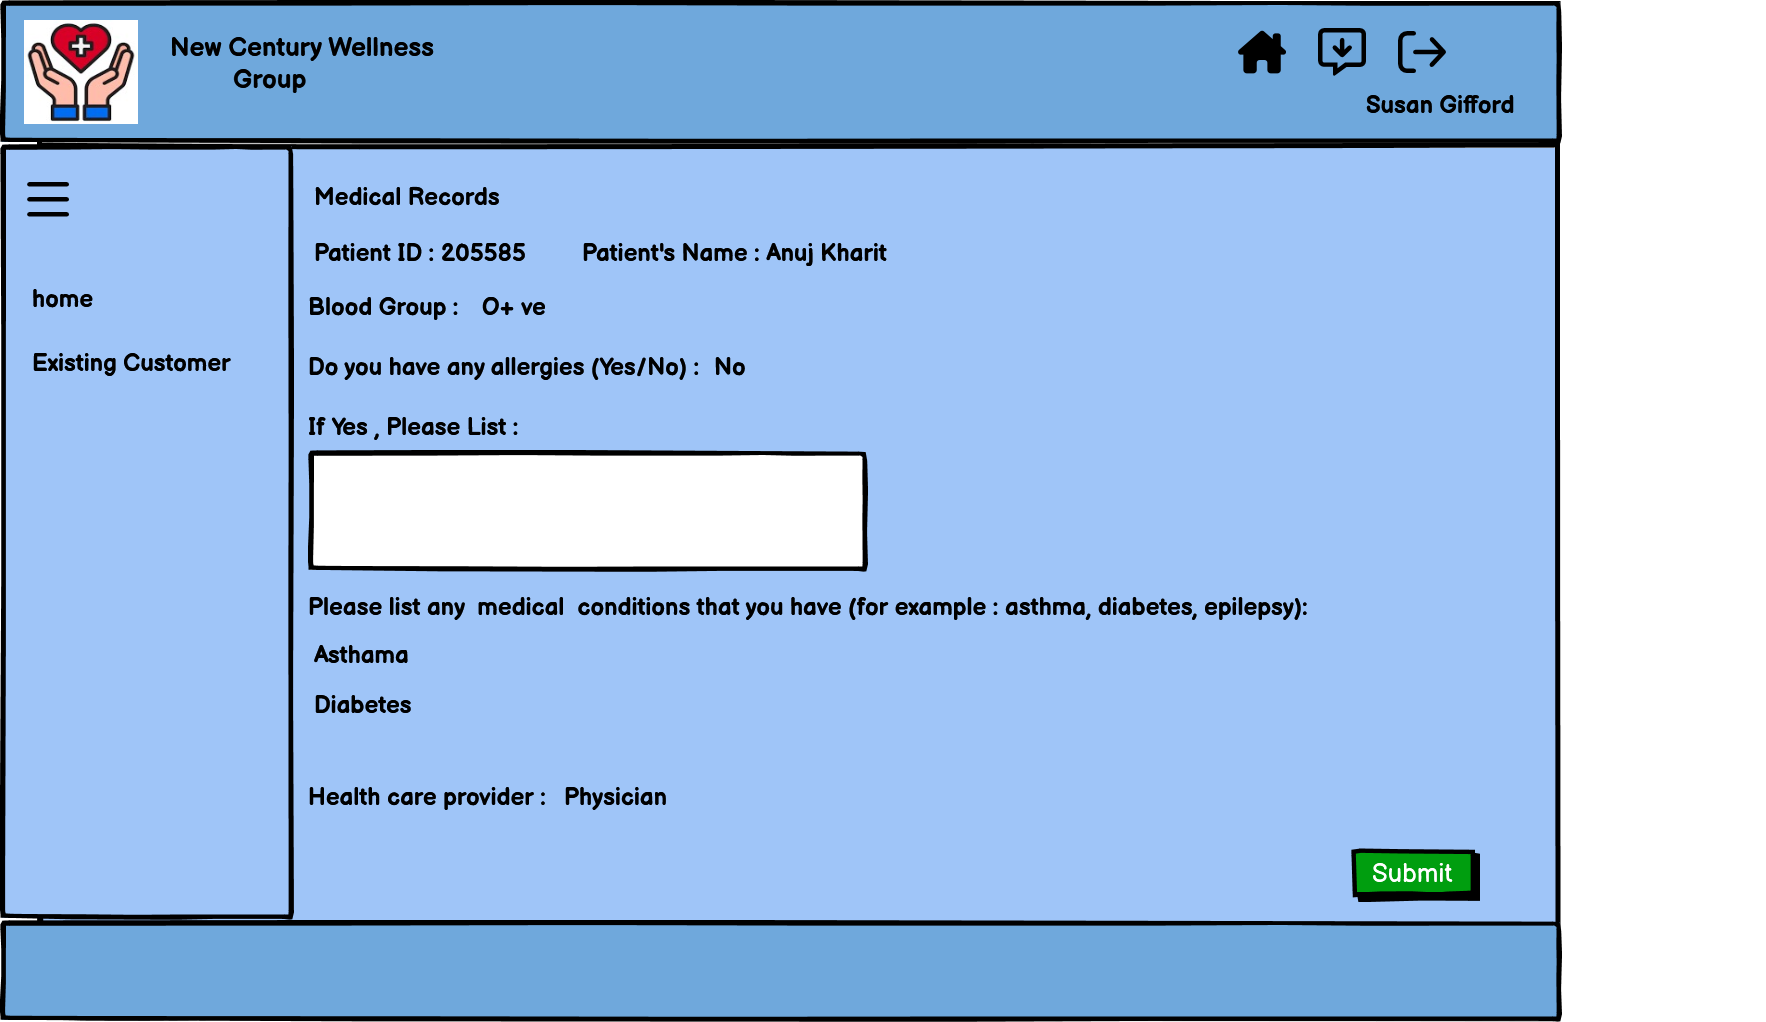 New Century Wellness
Group
Susan Gifford
Medical Records
Patient ID : 205585 Patient's Name : Anuj Kharit
home
Blood Group : O+ ve
Existing Customer
Do you have any allergies (Yes/No) : No
If Yes , Please List :
Please list any medical conditions that you have (for example : asthma, diabetes, epilepsy):
Asthama
Diabetes
Health care provider : Physician
Submit